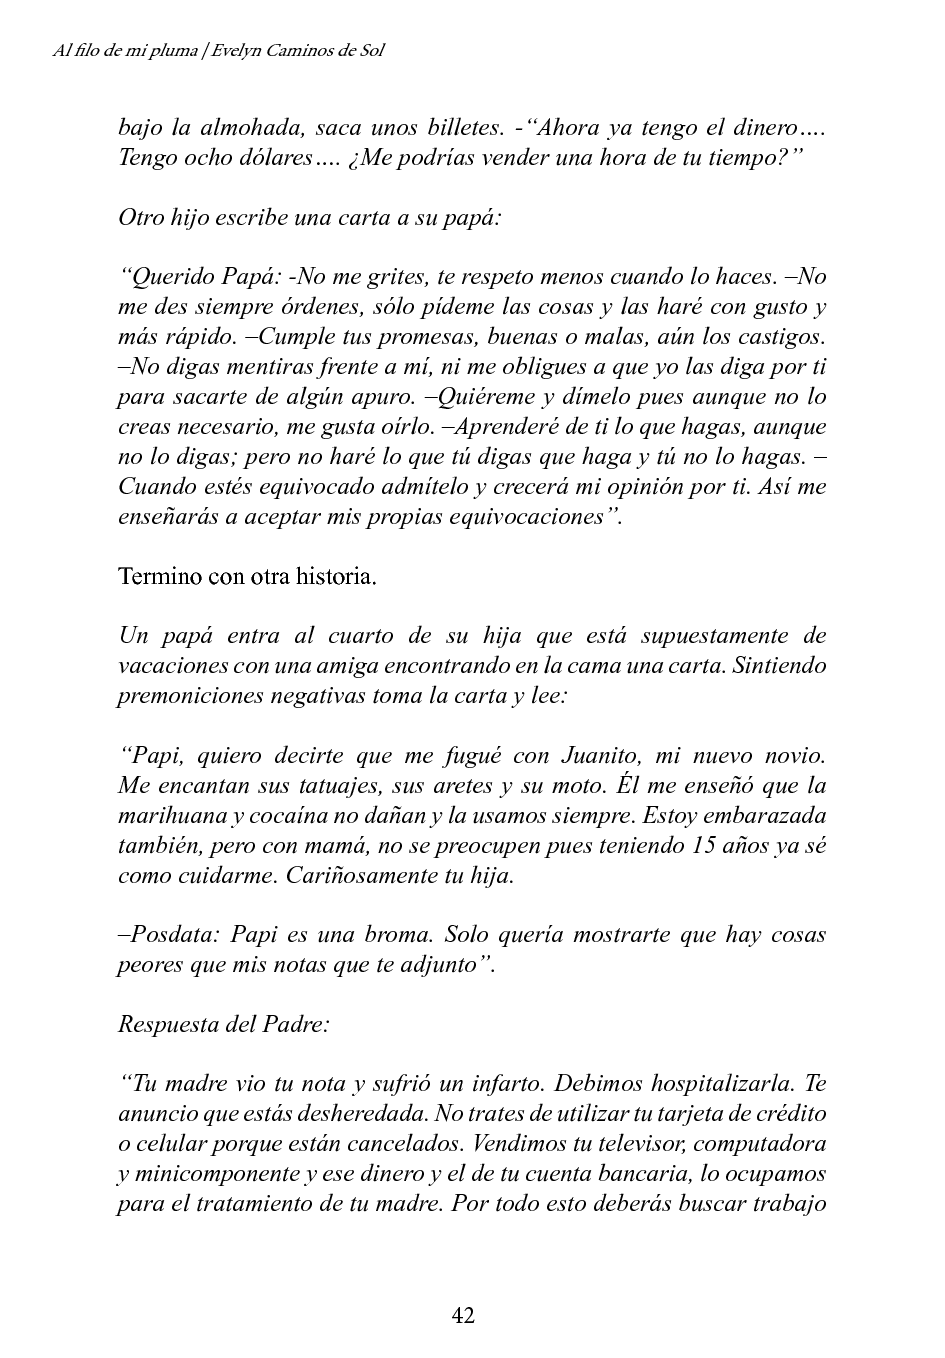 Al filo de mi pluma | Evelyn Caminos de Sol
bajo la almohada, saca unos billetes. -“Ahora ya tengo el dinero….
Tengo ocho dólares…. ¿Me podrías vender una hora de tu tiempo?”
Otro hijo escribe una carta a su papá:
“Querido Papá: -No me grites, te respeto menos cuando lo haces. –No
me des siempre órdenes, sólo pídeme las cosas y las haré con gusto y
más rápido. –Cumple tus promesas, buenas o malas, aún los castigos.
–No digas mentiras frente a mí, ni me obligues a que yo las diga por ti
para sacarte de algún apuro. –Quiéreme y dímelo pues aunque no lo
creas necesario, me gusta oírlo. –Aprenderé de ti lo que hagas, aunque
no lo digas; pero no haré lo que tú digas que haga y tú no lo hagas. –
Cuando estés equivocado admítelo y crecerá mi opinión por ti. Así me
enseñarás a aceptar mis propias equivocaciones”.
Termino con otra historia.
Un papá entra al cuarto de su hija que está supuestamente de
vacaciones con una amiga encontrando en la cama una carta. Sintiendo
premoniciones negativas toma la carta y lee:
“Papi, quiero decirte que me fugué con Juanito, mi nuevo novio.
Me encantan sus tatuajes, sus aretes y su moto. Él me enseñó que la
marihuana y cocaína no dañan y la usamos siempre. Estoy embarazada
también, pero con mamá, no se preocupen pues teniendo 15 años ya sé
como cuidarme. Cariñosamente tu hija.
–Posdata: Papi es una broma. Solo quería mostrarte que hay cosas
peores que mis notas que te adjunto”.
Respuesta del Padre:
“Tu madre vio tu nota y sufrió un infarto. Debimos hospitalizarla. Te
anuncio que estás desheredada. No trates de utilizar tu tarjeta de crédito
o celular porque están cancelados. Vendimos tu televisor, computadora
y minicomponente y ese dinero y el de tu cuenta bancaria, lo ocupamos
para el tratamiento de tu madre. Por todo esto deberás buscar trabajo
42